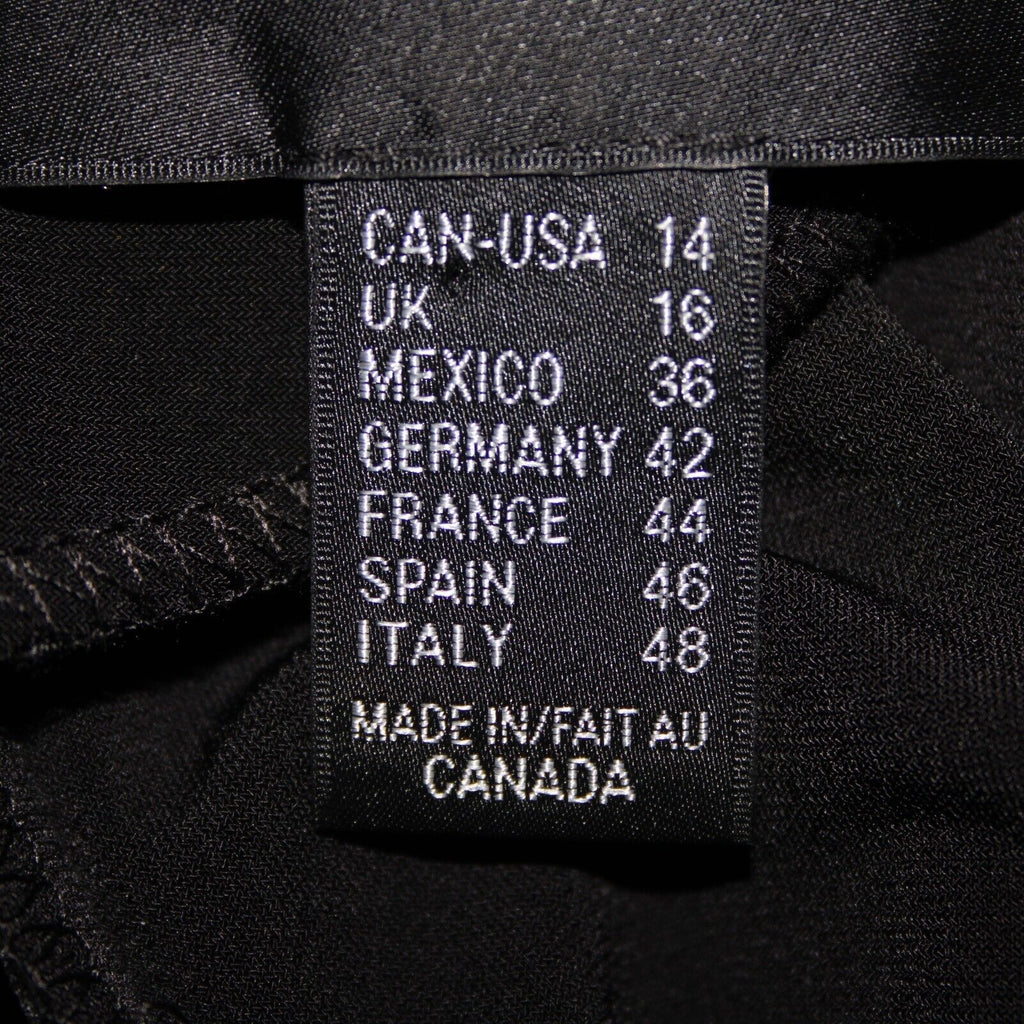 CAN-USA 14
UK 16
MEXICO 36
GERMANY 42
FRANCE 44
SPAIN 46
ITALY 48
MADE IN/FAIT AU
CANADA